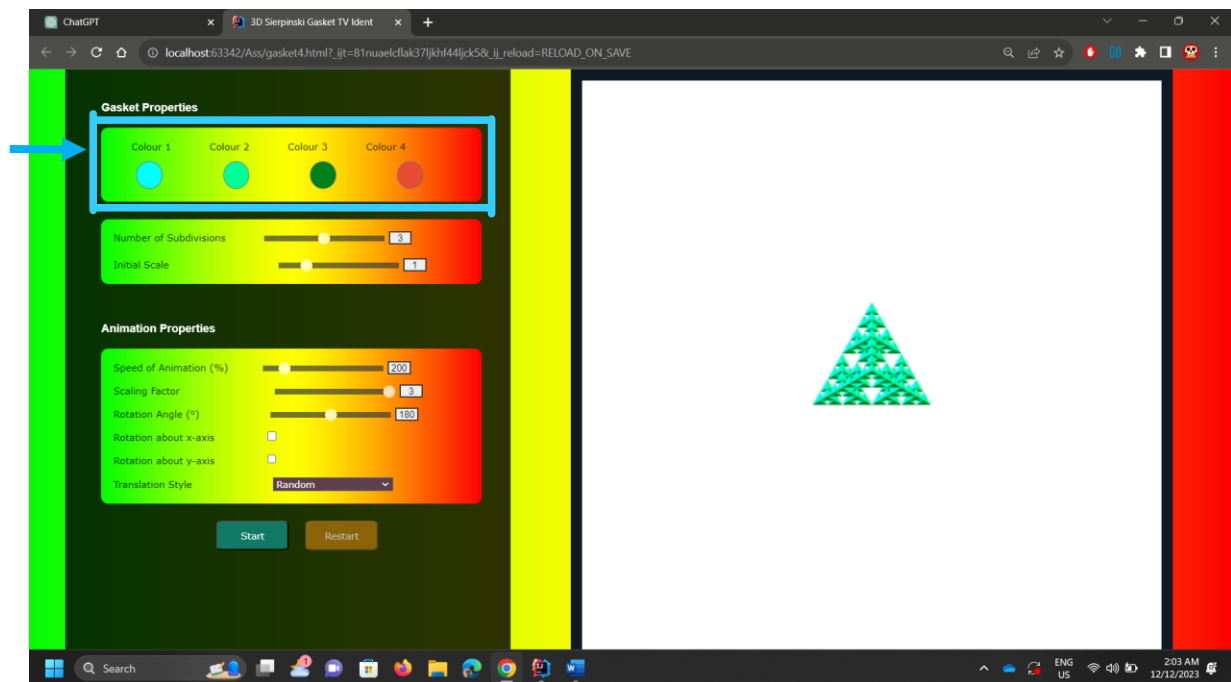 ChatGPT
3D Sierpinski Gasket TV Ident
localhost:63342/Ass/gasket4.html?_ijt=81nuaelcflak37ljkhf44ljck5&_ij_reload=RELOAD_ON_SAVE
Gasket Properties
Colour 1 Colour 2 Colour 3 Colour 4
Number of Subdivisions 3
Initial Scale 1
Animation Properties
Speed of Animation (%) 200
Scaling Factor 3
Rotation Angle (º) 180
Rotation about x-axis
Rotation about y-axis
Translation Style Random
Start Restart
Search
ENG
US
2:03 AM
12/12/2023